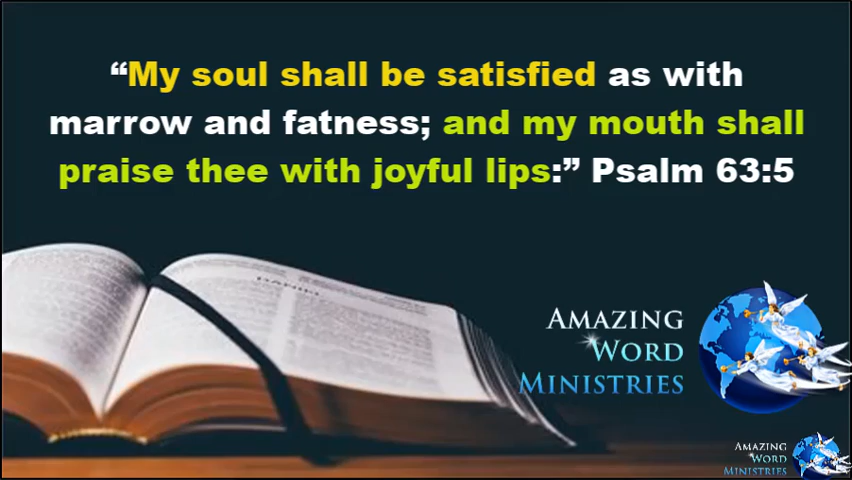 “My soul shall be satisfied as with
marrow and fatness; and my mouth shall
praise thee with joyful lips:” Psalm 63:5
DANIEL
AMAZING
WORD
MINISTRIES
AMAZING
WORD
MINISTRIES